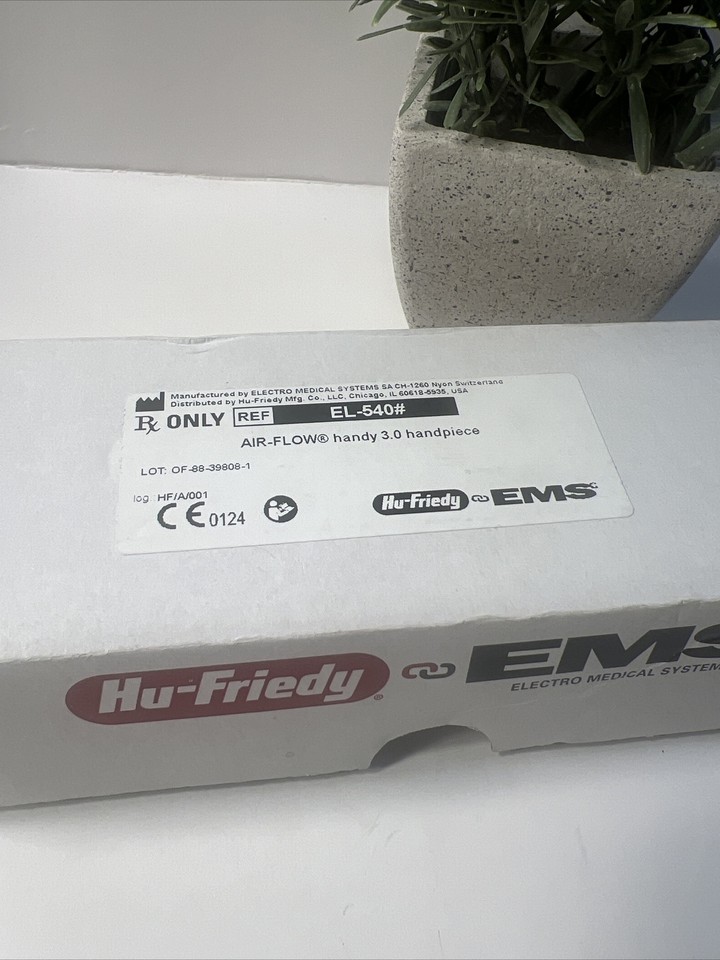 Manufactured by ELECTRO MEDICAL SYSTEMS SA CH-1260 Nyon Switzerland
Distributed by Hu-Friedy Mfg. Co., LLC, Chicago, IL 60618-5935, USA
Rx ONLY REF EL-540#
AIR-FLOW® handy 3.0 handpiece
LOT: OF-88-39808-1
log. HF/A/001
CE 0124
Hu-Friedy EMS
Hu-Friedy® EMS
ELECTRO MEDICAL SYSTEMS